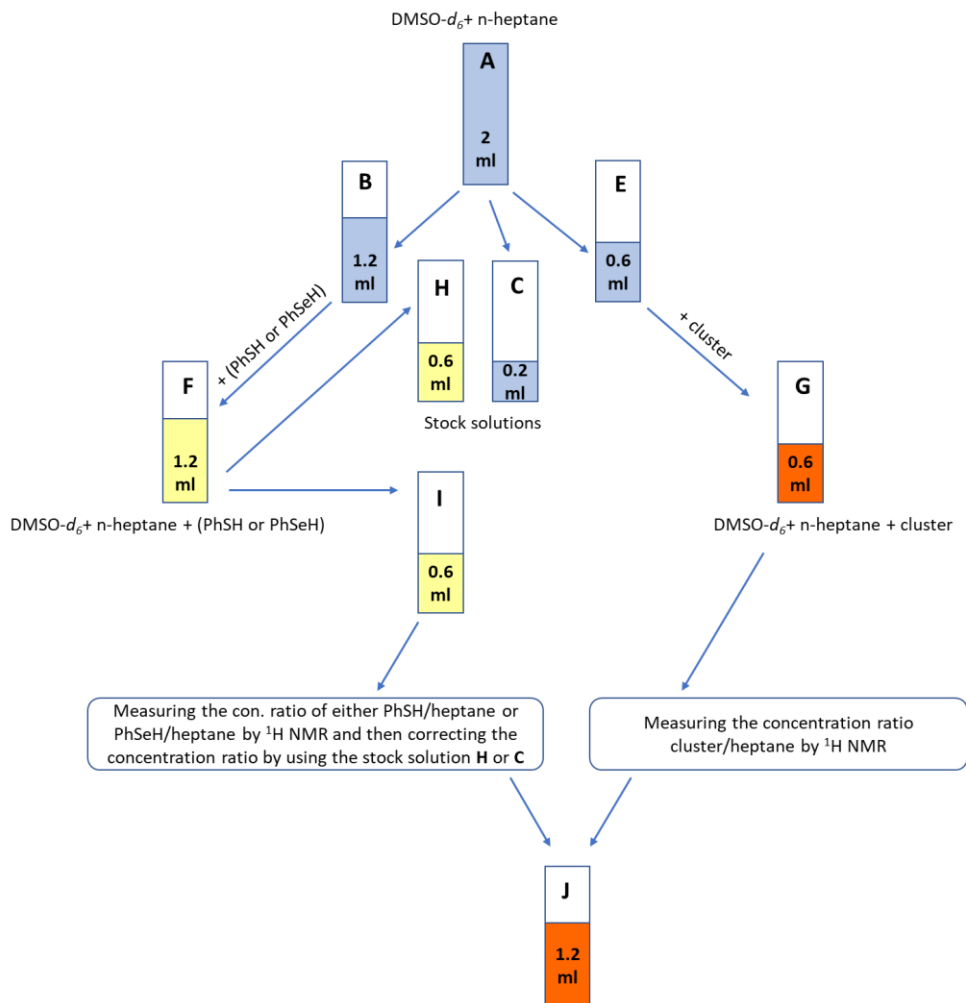 DMSO-d6+ n-heptane
A
2
ml
B
1.2
ml
E
0.6
ml
H
0.6
ml
C
0.2
ml
Stock solutions
+ (PhSH or PhSeH)
+ cluster
F
1.2
ml
DMSO-d6+ n-heptane + (PhSH or PhSeH)
G
0.6
ml
DMSO-d6+ n-heptane + cluster
I
0.6
ml
Measuring the con. ratio of either PhSH/heptane or
PhSeH/heptane by 1H NMR and then correcting the
concentration ratio by using the stock solution H or C
Measuring the concentration ratio
cluster/heptane by 1H NMR
J
1.2
ml